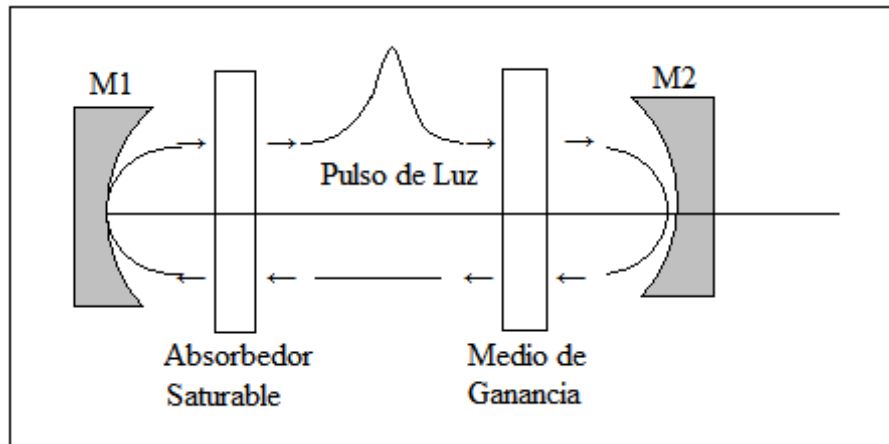 M1
M2
Pulso de Luz
Absorbedor
Saturable
Medio de
Ganancia